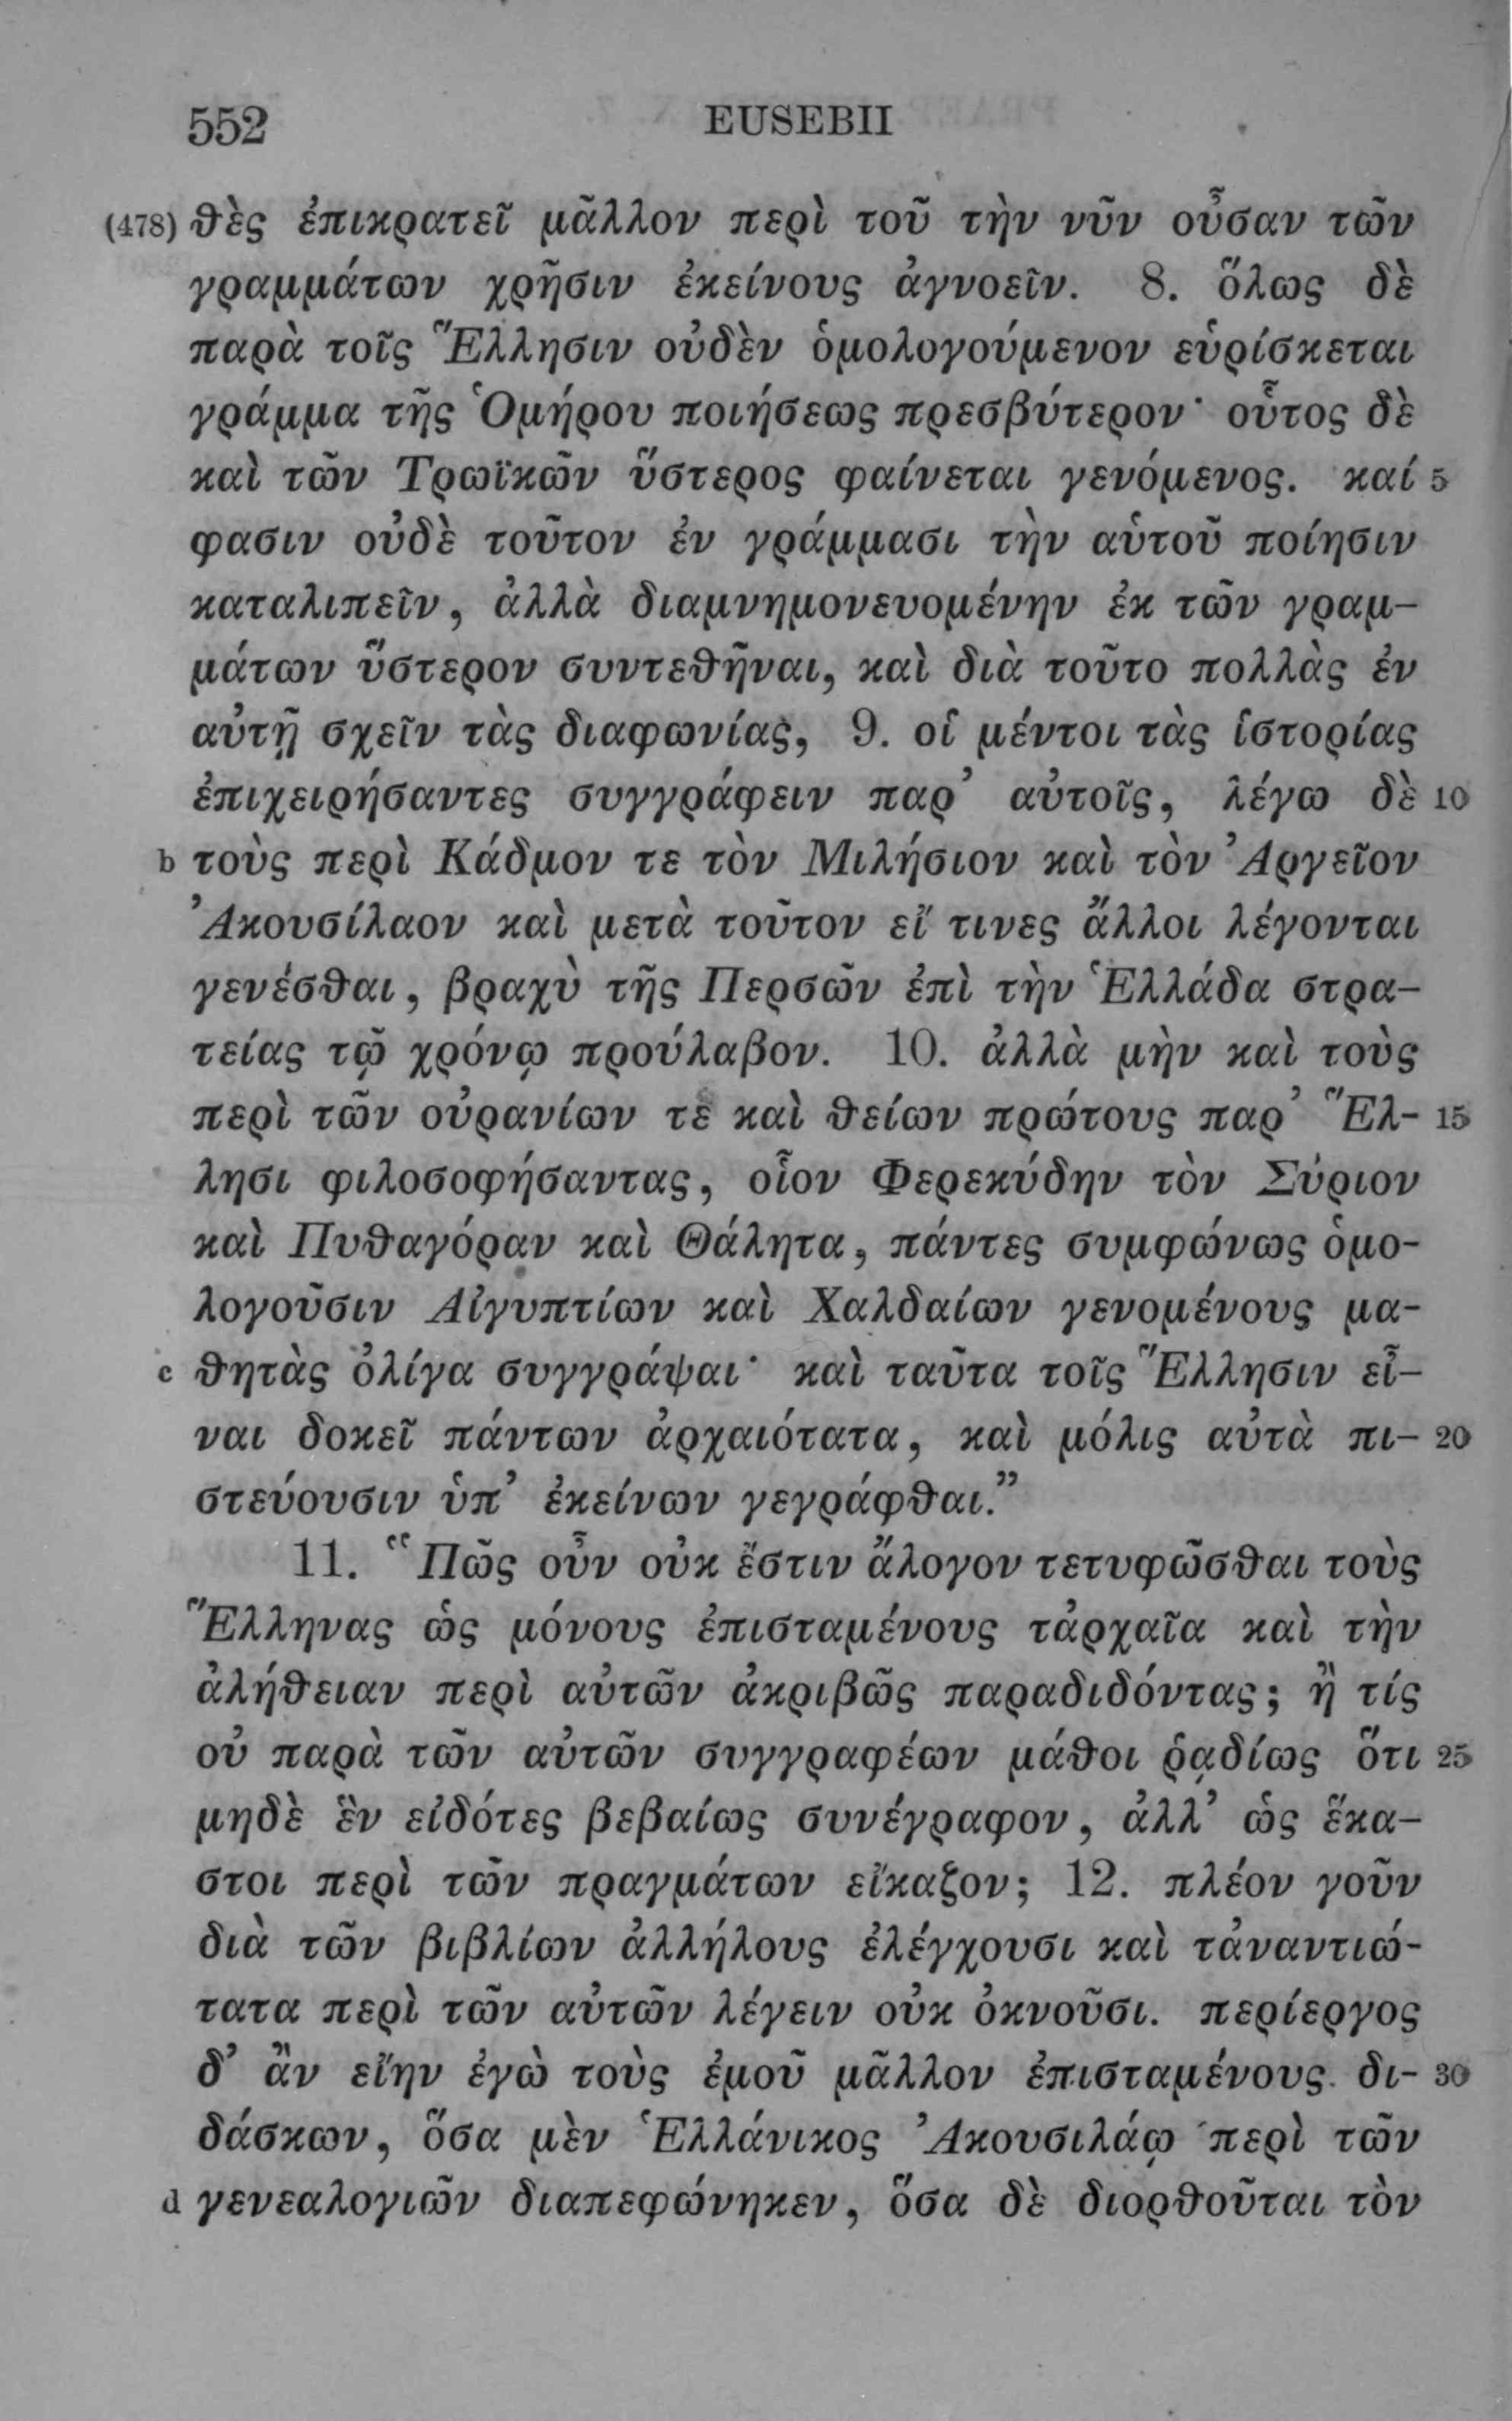 552 EUSEBII
(478) θὲς ἐπικρατεῖ μᾶλλον περὶ τοῦ τὴν νῦν οὖσαν τῶν
γραμμάτων χρῆσιν ἐκείνους ἀγνοεῖν. 8. ὅλως δὲ
παρὰ τοῖς Ἕλλησιν οὐδὲν ὁμολογούμενον εὑρίσκεται
γράμμα τῆς Ὁμήρου ποιήσεως πρεσβύτερον· οὗτος δὲ
καὶ τῶν Τρωϊκῶν ὕστερος φαίνεται γενόμενος. καί 5
φασιν οὐδὲ τοῦτον ἐν γράμμασι τὴν αὑτοῦ ποίησιν
καταλιπεῖν, ἀλλὰ διαμνημονευομένην ἐκ τῶν γραμ-
μάτων ὕστερον συντεθῆναι, καὶ διὰ τοῦτο πολλὰς ἐν
αὐτῇ σχεῖν τὰς διαφωνίας, 9. οἱ μέντοι τὰς ἱστορίας
ἐπιχειρήσαντες συγγράφειν παρ’ αὐτοῖς, λέγω δὲ 10
b τοὺς περὶ Κάδμον τε τὸν Μιλήσιον καὶ τὸν Ἀργεῖον
Ἀκουσίλαον καὶ μετὰ τοῦτον εἴ τινες ἄλλοι λέγονται
γενέσθαι, βραχὺ τῆς Περσῶν ἐπὶ τὴν Ἑλλάδα στρα-
τείας τῷ χρόνῳ προύλαβον. 10. ἀλλὰ μὴν καὶ τοὺς
περὶ τῶν οὐρανίων τε καὶ θείων πρώτους παρ’ Ἕλ- 15
λησι φιλοσοφήσαντας, οἷον Φερεκύδην τὸν Σύριον
καὶ Πυθαγόραν καὶ Θάλητα, πάντες συμφώνως ὁμο-
λογοῦσιν Αἰγυπτίων καὶ Χαλδαίων γενομένους μα-
c θητὰς ὀλίγα συγγράψαι· καὶ ταῦτα τοῖς Ἕλλησιν εἶ-
ναι δοκεῖ πάντων ἀρχαιότατα, καὶ μόλις αὐτὰ πι- 20
στεύουσιν ὑπ’ ἐκείνων γεγράφθαι.”
11. “Πῶς οὖν οὐκ ἔστιν ἄλογον τετυφῶσθαι τοὺς
Ἕλληνας ὡς μόνους ἐπισταμένους τἀρχαῖα καὶ τὴν
ἀλήθειαν περὶ αὐτῶν ἀκριβῶς παραδιδόντας; ἢ τίς
οὐ παρὰ τῶν αὐτῶν συγγραφέων μάθοι ῥᾳδίως ὅτι 25
μηδὲ ἓν εἰδότες βεβαίως συνέγραφον, ἀλλ’ ὡς ἕκα-
στοι περὶ τῶν πραγμάτων εἴκαζον; 12. πλέον γοῦν
διὰ τῶν βιβλίων ἀλλήλους ἐλέγχουσι καὶ τἀναντιώ-
τατα περὶ τῶν αὐτῶν λέγειν οὐκ ὀκνοῦσι. περίεργος
δ’ ἂν εἴην ἐγὼ τοὺς ἐμοῦ μᾶλλον ἐπισταμένους δι- 30
δάσκων, ὅσα μὲν Ἑλλάνικος Ἀκουσιλάῳ περὶ τῶν
d γενεαλογιῶν διαπεφώνηκεν, ὅσα δὲ διορθοῦται τὸν